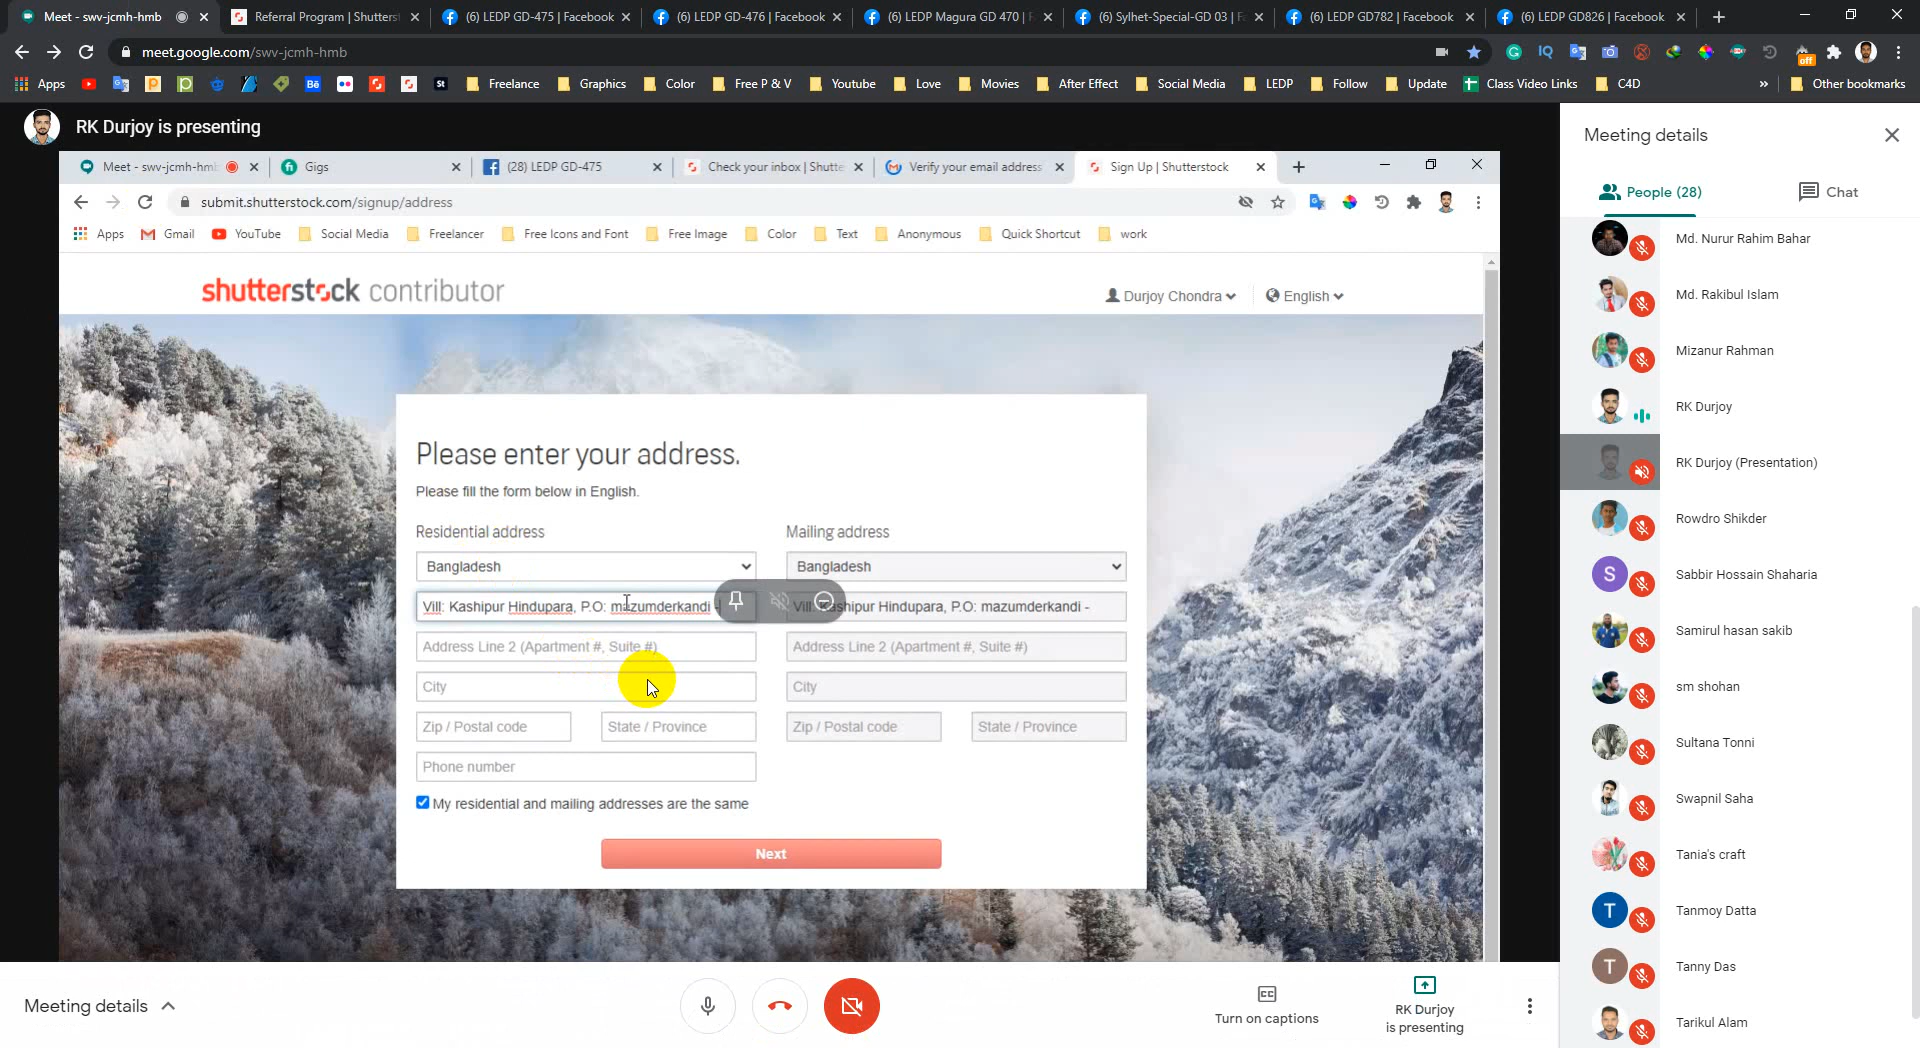 Meet - swv-jcmh-hmb
Referral Program | Shutterst
(6) LEDP GD-475 | Facebook
(6) LEDP GD-476 | Facebook
(6) LEDP Magura GD 470 | F
(6) Sylhet-Special-GD 03 | Fa
(6) LEDP GD782 | Facebook
(6) LEDP GD826 | Facebook
meet.google.com/swv-jcmh-hmb
off
Apps
Freelance
Graphics
Color
Free P & V
Youtube
Love
Movies
After Effect
Social Media
LEDP
Follow
Update
Class Video Links
C4D
Other bookmarks
RK Durjoy is presenting
Meet - swv-jcmh-hmb
Gigs
(28) LEDP GD-475
Check your inbox | Shutte
Verify your email address
Sign Up | Shutterstock
submit.shutterstock.com/signup/address
Apps
Gmail
YouTube
Social Media
Freelancer
Free Icons and Font
Free Image
Color
Text
Anonymous
Quick Shortcut
work
shutterstock contributor
Durjoy Chondra
English
Please enter your address.
Please fill the form below in English.
Residential address
Mailing address
Bangladesh
Bangladesh
Vill: Kashipur Hindupara, P.O: mazumderkandi -
Vill: Kashipur Hindupara, P.O: mazumderkandi -
Address Line 2 (Apartment #, Suite #)
Address Line 2 (Apartment #, Suite #)
City
City
Zip / Postal code
State / Province
Zip / Postal code
State / Province
Phone number
My residential and mailing addresses are the same
Next
Meeting details
People (28)
Chat
Md. Nurur Rahim Bahar
Md. Rakibul Islam
Mizanur Rahman
RK Durjoy
RK Durjoy (Presentation)
Rowdro Shikder
S
Sabbir Hossain Shaharia
Samirul hasan sakib
sm shohan
Sultana Tonni
Swapnil Saha
Tania's craft
T
Tanmoy Datta
T
Tanny Das
Tarikul Alam
Meeting details
Turn on captions
RK Durjoy
is presenting